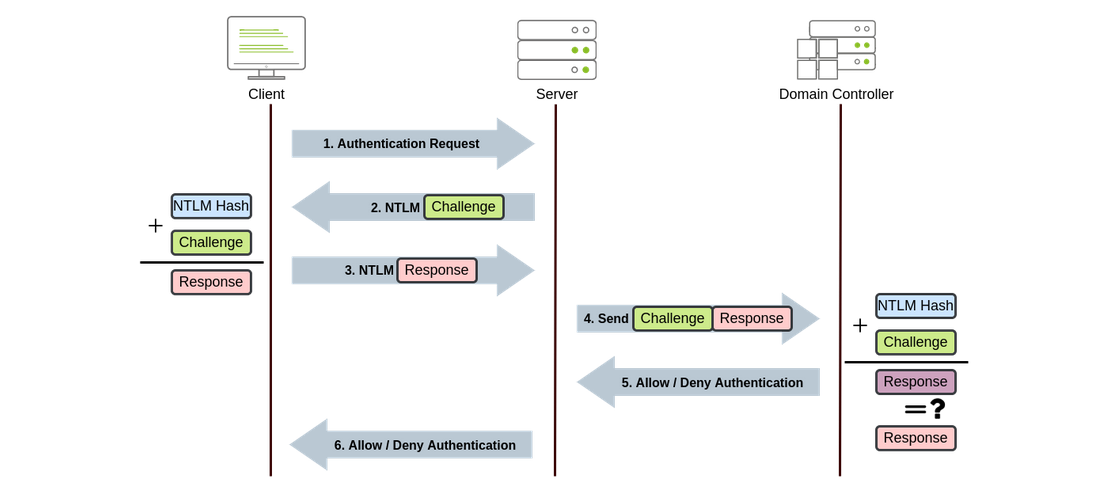 Client
Server
Domain Controller
1. Authentication Request
2. NTLM Challenge
NTLM Hash
+
Challenge
Response
3. NTLM Response
4. Send Challenge Response
NTLM Hash
+
Challenge
Response
=?
Response
5. Allow / Deny Authentication
6. Allow / Deny Authentication